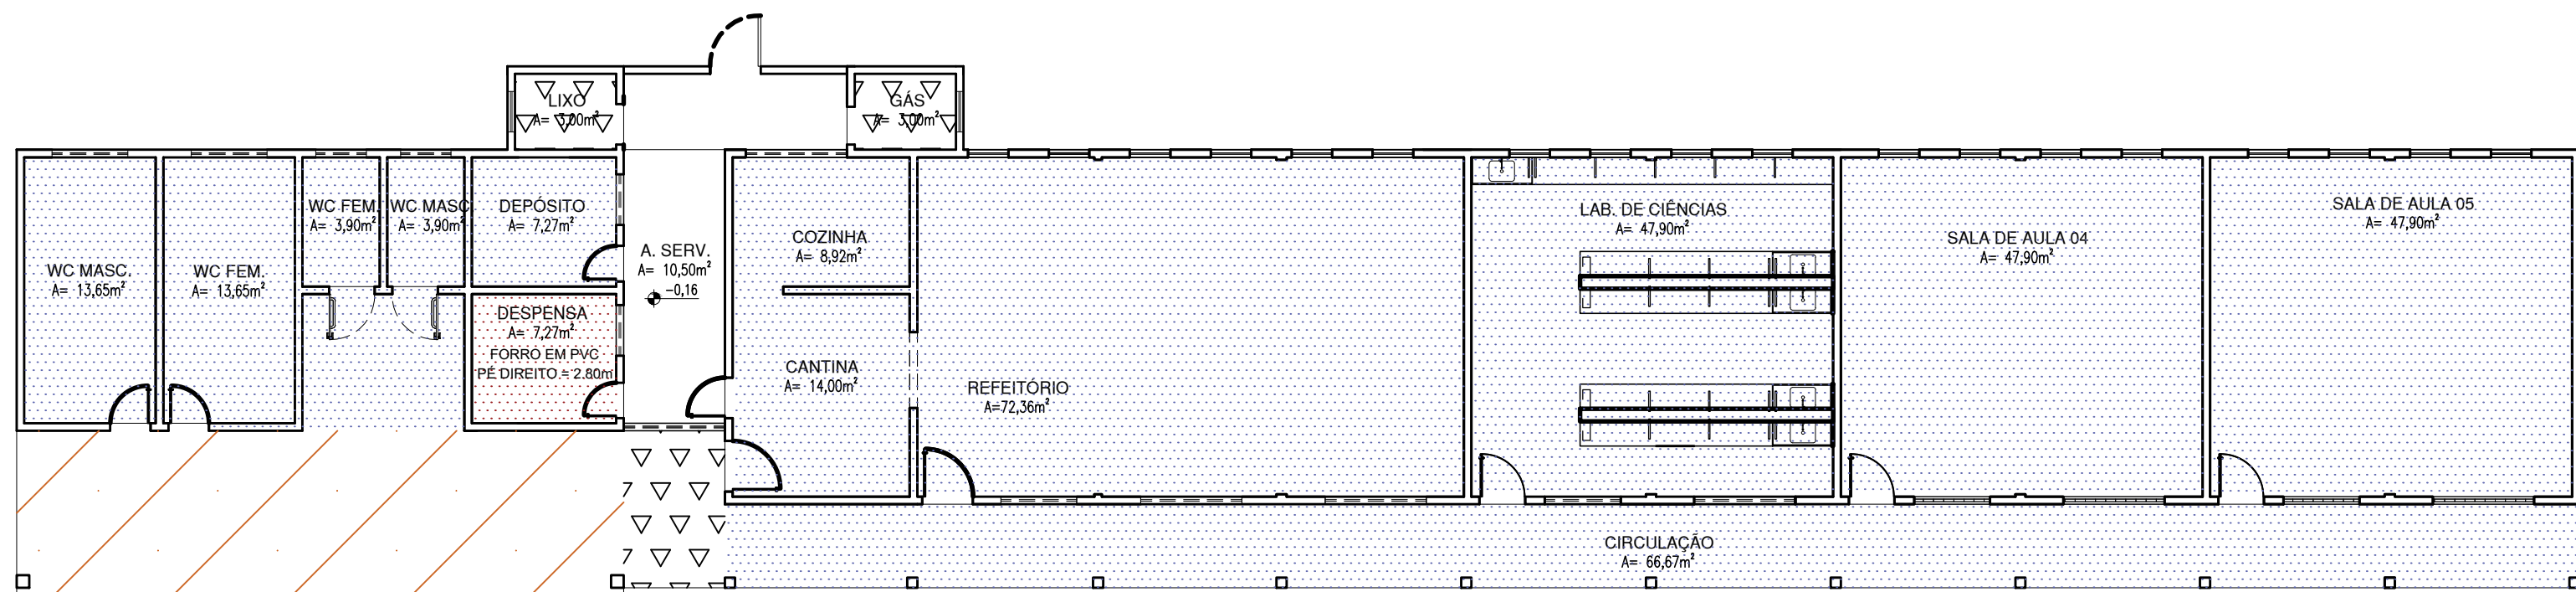 LIXO
A= 3,00m²
GÁS
A= 3,00m²
WC MASC.
A= 13,65m²
WC FEM.
A= 13,65m²
WC FEM.
A= 3,90m²
WC MASC
A= 3,90m²
DEPÓSITO
A= 7,27m²
DESPENSA
A= 7,27m²
FORRO EM PVC
PÉ DIREITO = 2.80m
A. SERV.
A= 10,50m²
-0,16
COZINHA
A= 8,92m²
CANTINA
A= 14,00m²
REFEITÓRIO
A=72,36m²
LAB. DE CIÊNCIAS
A= 47,90m²
SALA DE AULA 04
A= 47,90m²
SALA DE AULA 05
A= 47,90m²
CIRCULAÇÃO
A= 66,67m²